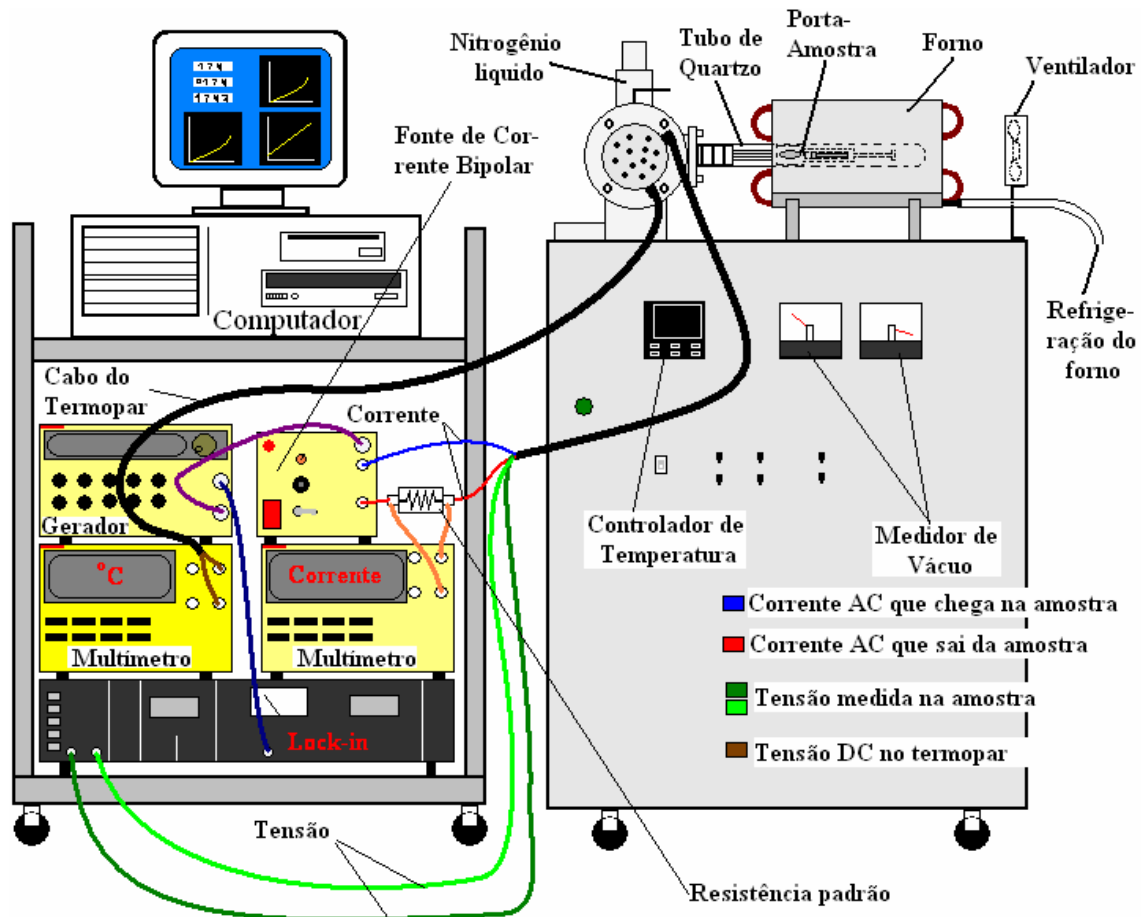 Nitrogênio
liquido
Tubo de
Quartzo
Porta-
Amostra
Forno
Ventilador
Fonte de Cor-
rente Bipolar
Computador
Refrige-
ração do
forno
Cabo do
Termopar
Corrente
Gerador
Controlador de
Temperatura
Medidor de
Vácuo
°C
Corrente
Multímetro
Multímetro
Corrente AC que chega na amostra
Corrente AC que sai da amostra
Tensão medida na amostra
Tensão DC no termopar
Lock-in
Tensão
Resistência padrão